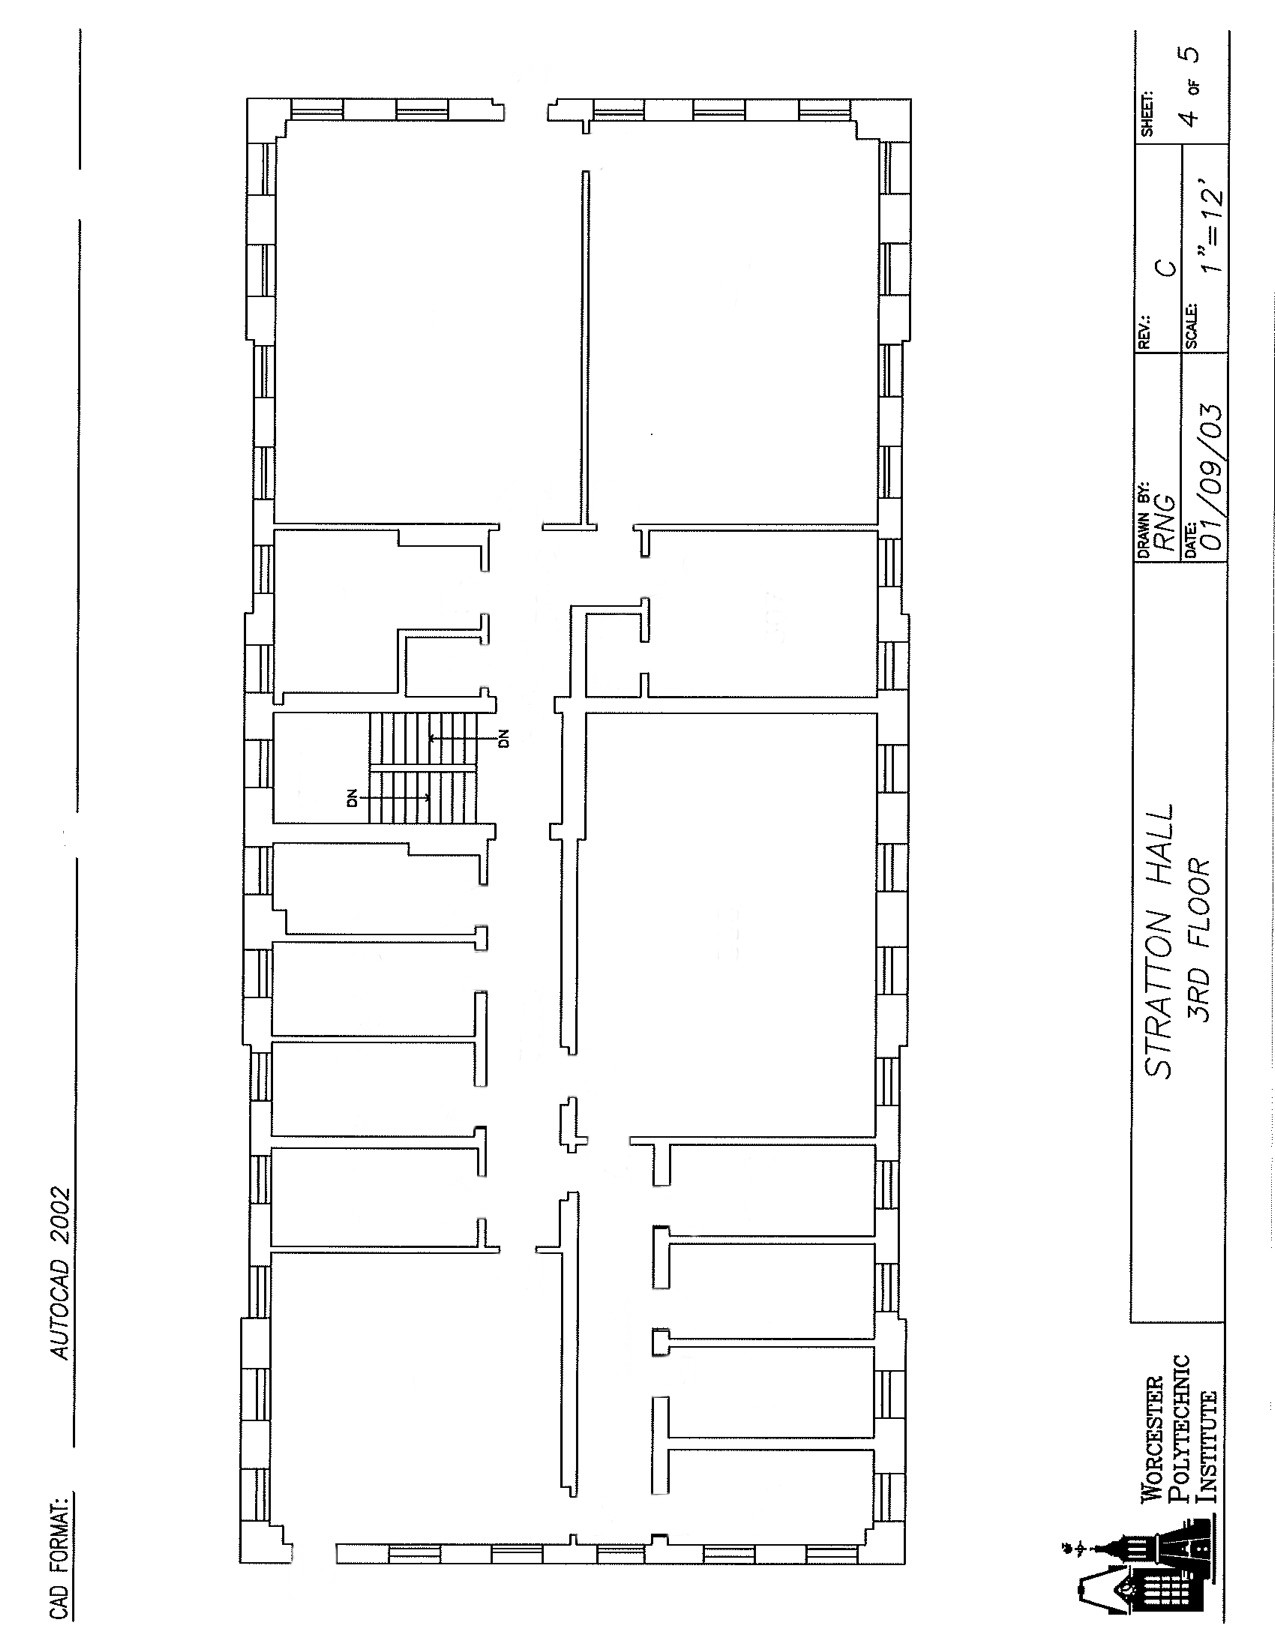 CAD FORMAT: AUTOCAD 2002
DN
DN
WORCESTER
POLYTECHNIC
INSTITUTE
STRATTON HALL
3RD FLOOR
DRAWN BY:
RNG
DATE:
01/09/03
REV.:
C
SCALE:
1"=12'
SHEET:
4 OF 5